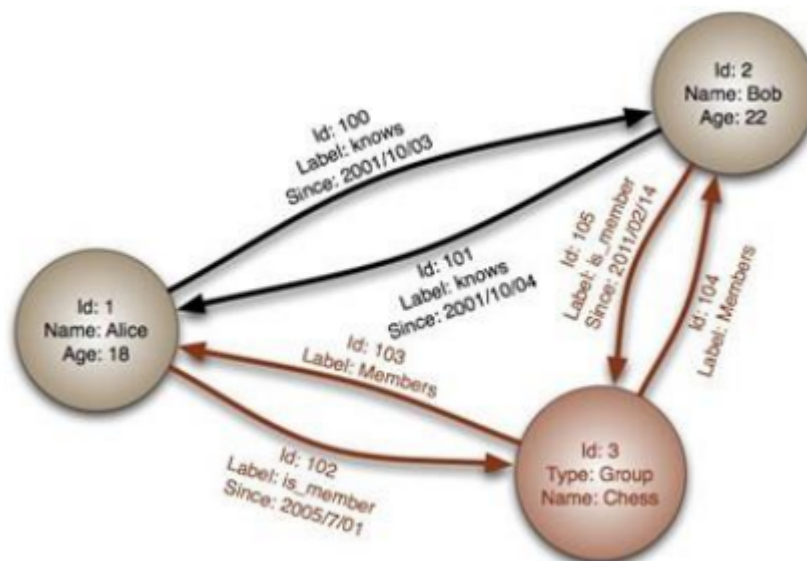 Id: 2
Name: Bob
Age: 22
Id: 100
Label: knows
Since: 2001/10/03
Id: 101
Label: knows
Since: 2001/10/04
Id: 105
Label: is_member
Since: 2011/02/14
Id: 104
Label: Members
Id: 1
Name: Alice
Age: 18
Id: 103
Label: Members
Id: 102
Label: is_member
Since: 2005/7/01
Id: 3
Type: Group
Name: Chess